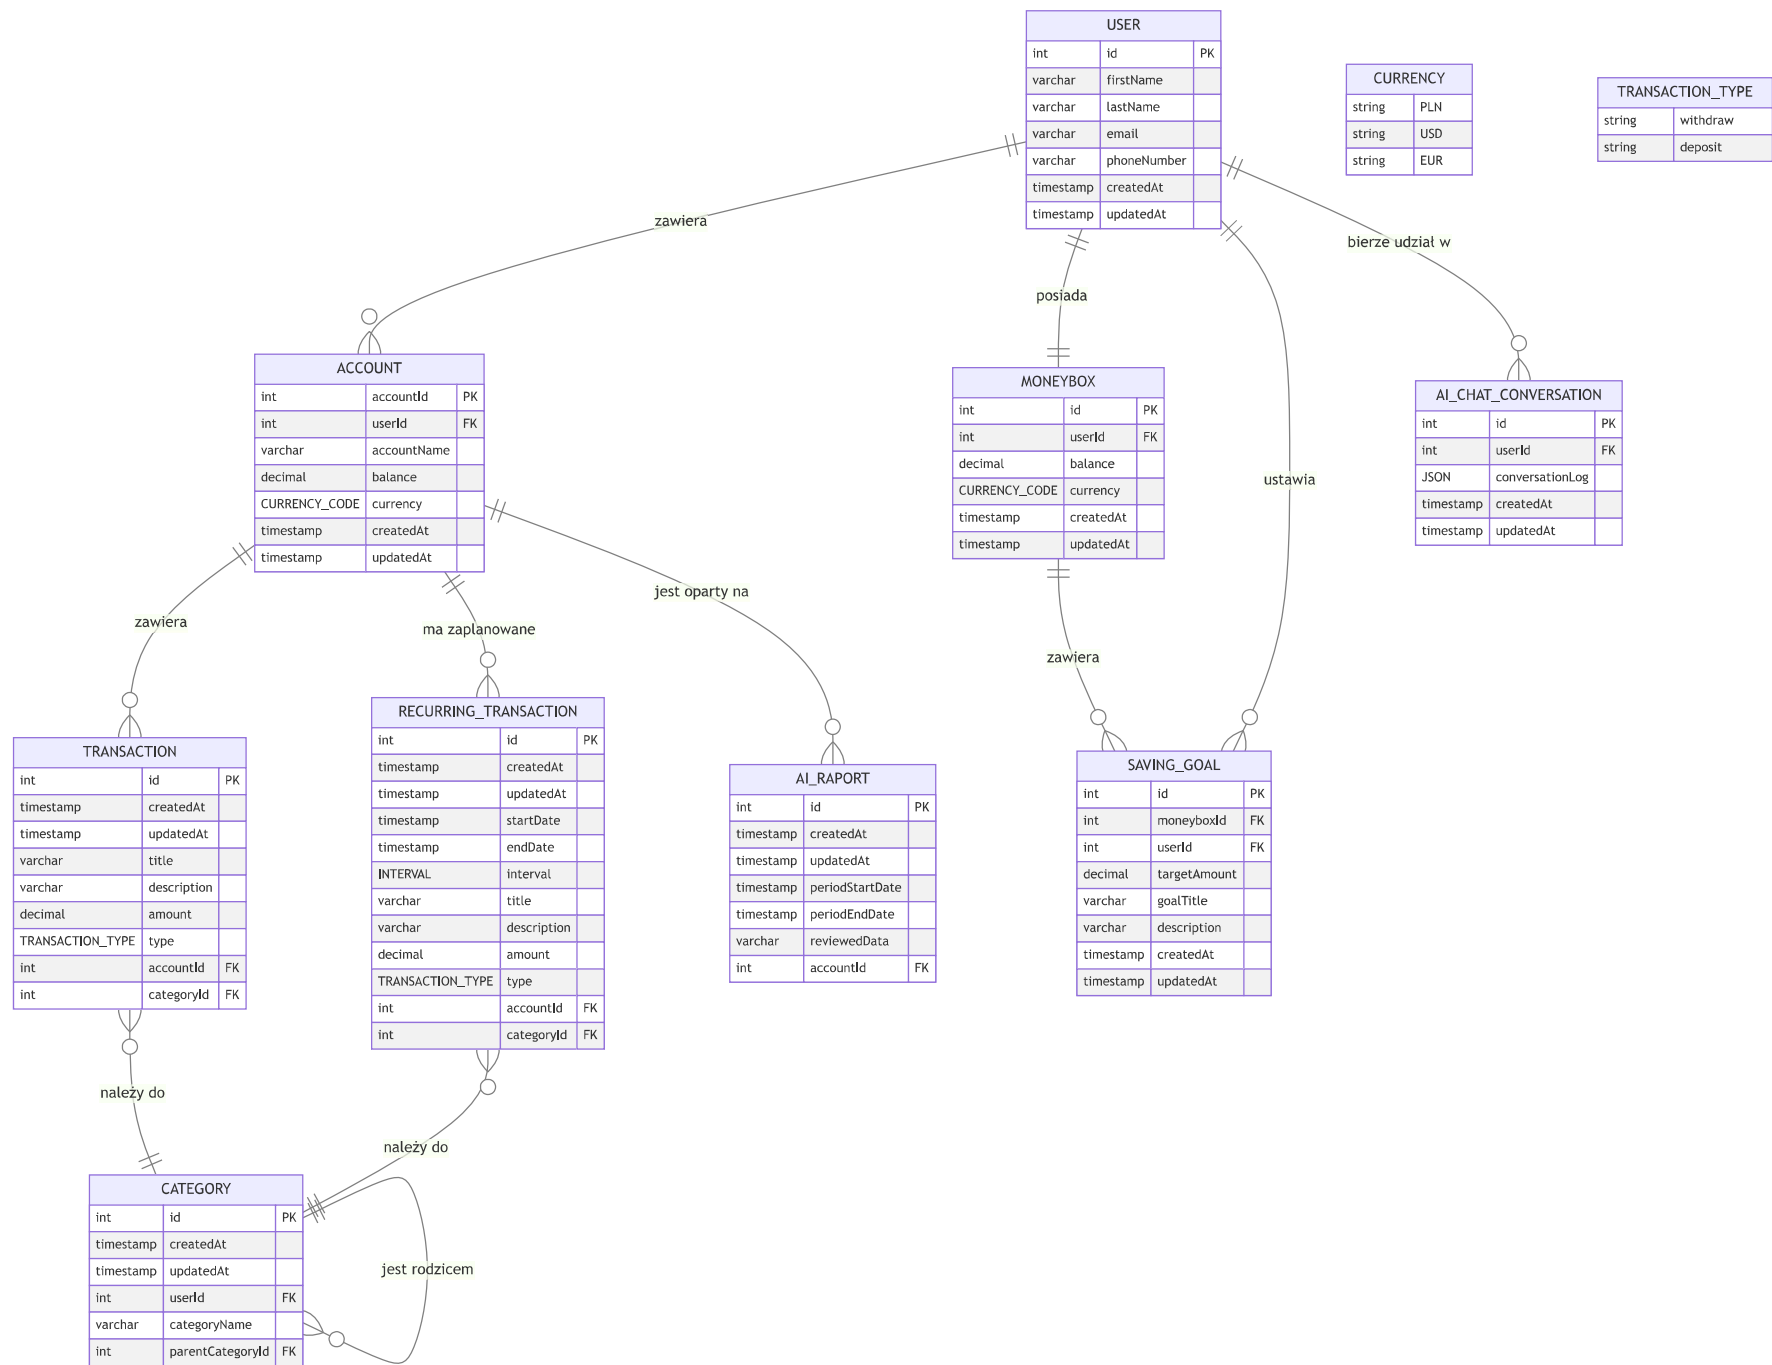 USER
int id PK
varchar firstName
varchar lastName
varchar email
varchar phoneNumber
timestamp createdAt
timestamp updatedAt
CURRENCY
string PLN
string USD
string EUR
TRANSACTION_TYPE
string withdraw
string deposit
zawiera
posiada
bierze udział w
ustawia
ACCOUNT
int accountId PK
int userId FK
varchar accountName
decimal balance
CURRENCY_CODE currency
timestamp createdAt
timestamp updatedAt
MONEYBOX
int id PK
int userId FK
decimal balance
CURRENCY_CODE currency
timestamp createdAt
timestamp updatedAt
AI_CHAT_CONVERSATION
int id PK
int userId FK
JSON conversationLog
timestamp createdAt
timestamp updatedAt
zawiera
ma zaplanowane
jest oparty na
zawiera
TRANSACTION
int id PK
timestamp createdAt
timestamp updatedAt
varchar title
varchar description
decimal amount
TRANSACTION_TYPE type
int accountId FK
int categoryId FK
RECURRING_TRANSACTION
int id PK
timestamp createdAt
timestamp updatedAt
timestamp startDate
timestamp endDate
INTERVAL interval
varchar title
varchar description
decimal amount
TRANSACTION_TYPE type
int accountId FK
int categoryId FK
AI_RAPORT
int id PK
timestamp createdAt
timestamp updatedAt
timestamp periodStartDate
timestamp periodEndDate
varchar reviewedData
int accountId FK
SAVING_GOAL
int id PK
int moneyboxId FK
int userId FK
decimal targetAmount
varchar goalTitle
varchar description
timestamp createdAt
timestamp updatedAt
należy do
należy do
CATEGORY
int id PK
timestamp createdAt
timestamp updatedAt
int userId FK
varchar categoryName
int parentCategoryId FK
jest rodzicem